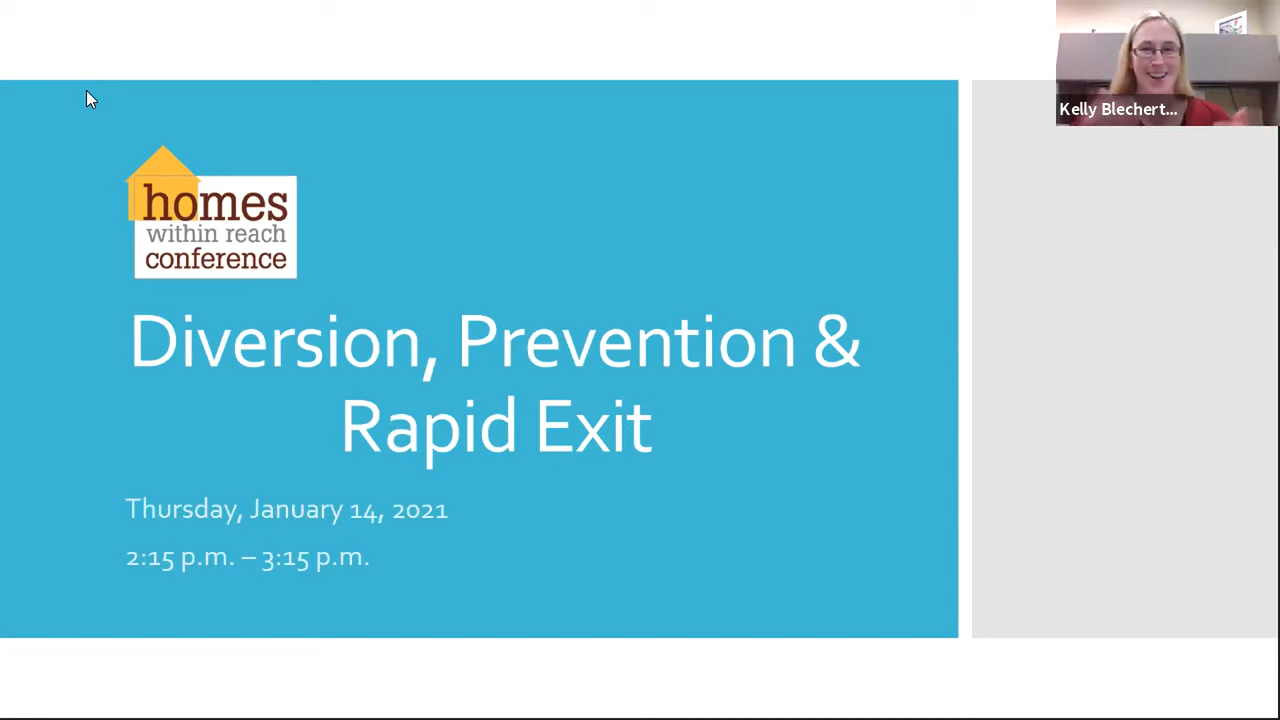 Kelly Blechert...
homes
within reach
conference
Diversion, Prevention &
Rapid Exit
Thursday, January 14, 2021
2:15 p.m. – 3:15 p.m.